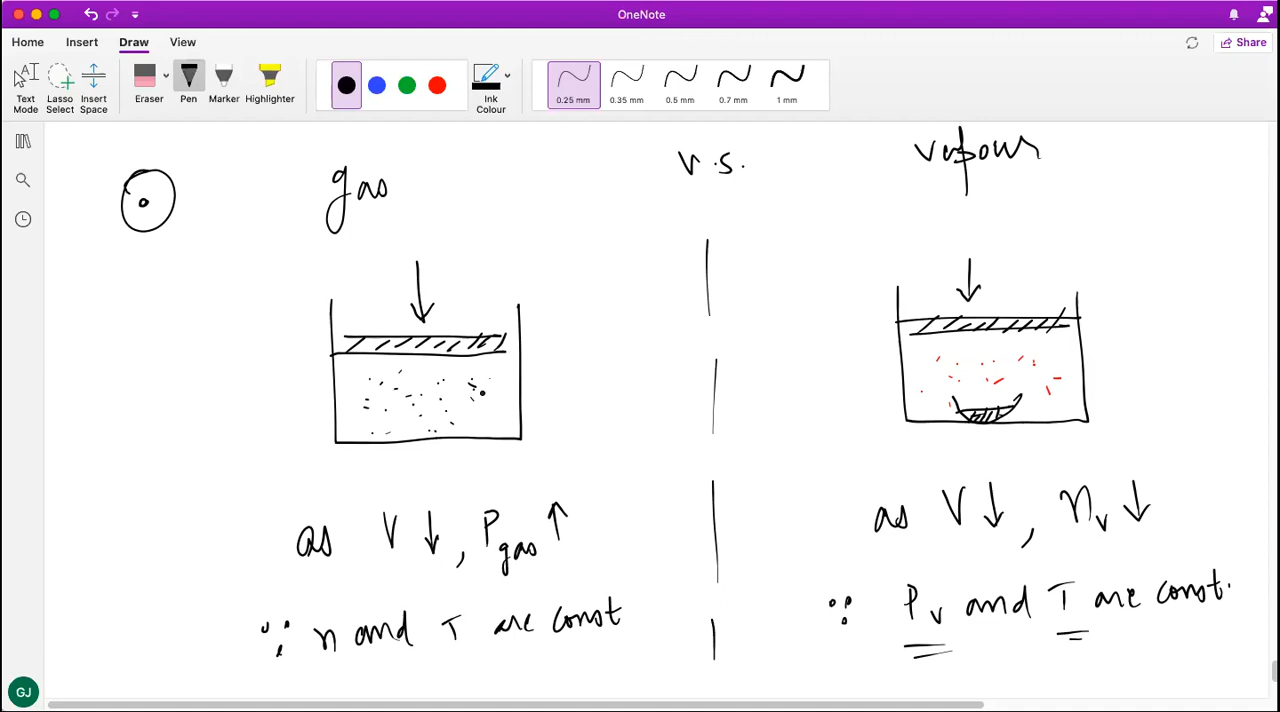 OneNote
Home Insert Draw View
Share
Text Mode
Lasso Select
Insert Space
Eraser
Pen
Marker
Highlighter
Ink Colour
0.25 mm
0.35 mm
0.5 mm
0.7 mm
1 mm
gas v.s. vapour
as V ↓, Pgas ↑
∵ n and T are const
as V ↓, nv ↓
∵ Pv and T are const.
GJ